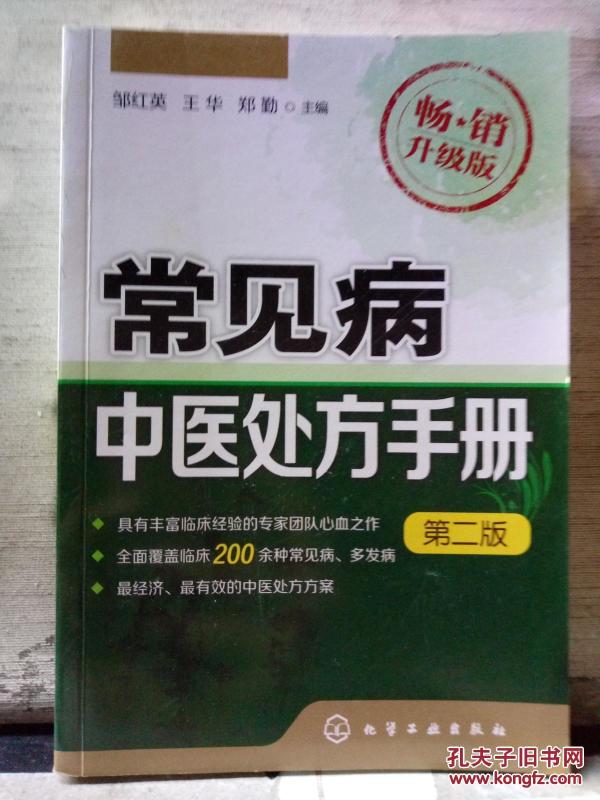 邹红英 王华 郑勤 ◎ 主编
畅★销
升级版
常见病
中医处方手册
◆ 具有丰富临床经验的专家团队心血之作
第二版
◆ 全面覆盖临床200余种常见病、多发病
◆ 最经济、最有效的中医处方方案
化学工业出版社
孔夫子旧书网
www.kongfz.com